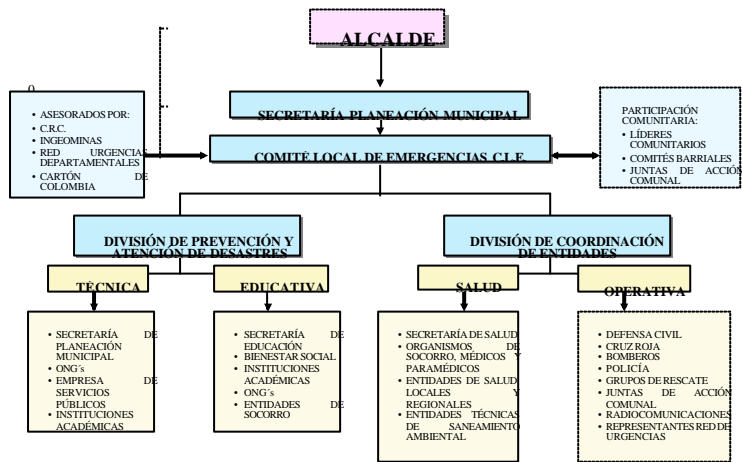 ALCALDE
0
• ASESORADOS POR:
• C.R.C.
• INGEOMINAS
• RED URGENCIAS
DEPARTAMENTALES
• CARTÓN DE
COLOMBIA
SECRETARÍA PLANEACIÓN MUNICIPAL
COMITÉ LOCAL DE EMERGENCIAS C.L.E.
PARTICIPACIÓN
COMUNITARIA:
• LÍDERES
COMUNITARIOS
• COMITÉS BARRIALES
• JUNTAS DE ACCIÓN
COMUNAL
DIVISIÓN DE PREVENCIÓN Y
ATENCIÓN DE DESASTRES
DIVISIÓN DE COORDINACIÓN
DE ENTIDADES
TÉCNICA
EDUCATIVA
SALUD
OPERATIVA
• SECRETARÍA DE
PLANEACIÓN
MUNICIPAL
• ONG´s
• EMPRESA DE
SERVICIOS
PÚBLICOS
• INSTITUCIONES
ACADÉMICAS
• SECRETARÍA DE
EDUCACIÓN
• BIENESTAR SOCIAL
• INSTITUCIONES
ACADÉMICAS
• ONG´s
• ENTIDADES DE
SOCORRO
• SECRETARÍA DE SALUD
• ORGANISMOS DE
SOCORRO, MÉDICOS Y
PARAMÉDICOS
• ENTIDADES DE SALUD
LOCALES Y
REGIONALES
• ENTIDADES TÉCNICAS
DE SANEAMIENTO
AMBIENTAL
• DEFENSA CIVIL
• CRUZ ROJA
• BOMBEROS
• POLICÍA
• GRUPOS DE RESCATE
• JUNTAS DE ACCIÓN
COMUNAL
• RADIOCOMUNICACIONES
• REPRESENTANTES RED DE
URGENCIAS